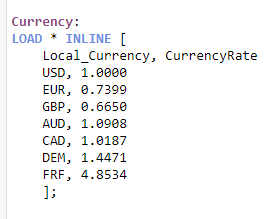 Currency:
LOAD * INLINE [
Local_Currency, CurrencyRate
USD, 1.0000
EUR, 0.7399
GBP, 0.6650
AUD, 1.0908
CAD, 1.0187
DEM, 1.4471
FRF, 4.8534
];